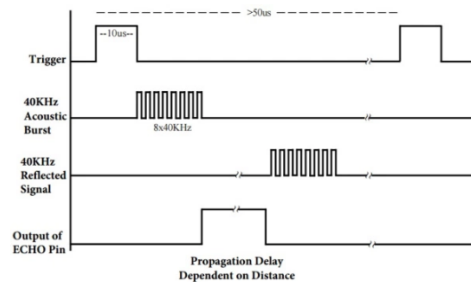 >50us
--10us--
Trigger
40KHz
Acoustic
Burst
8x40KHz
40KHz
Reflected
Signal
Output of
ECHO Pin
Propagation Delay
Dependent on Distance